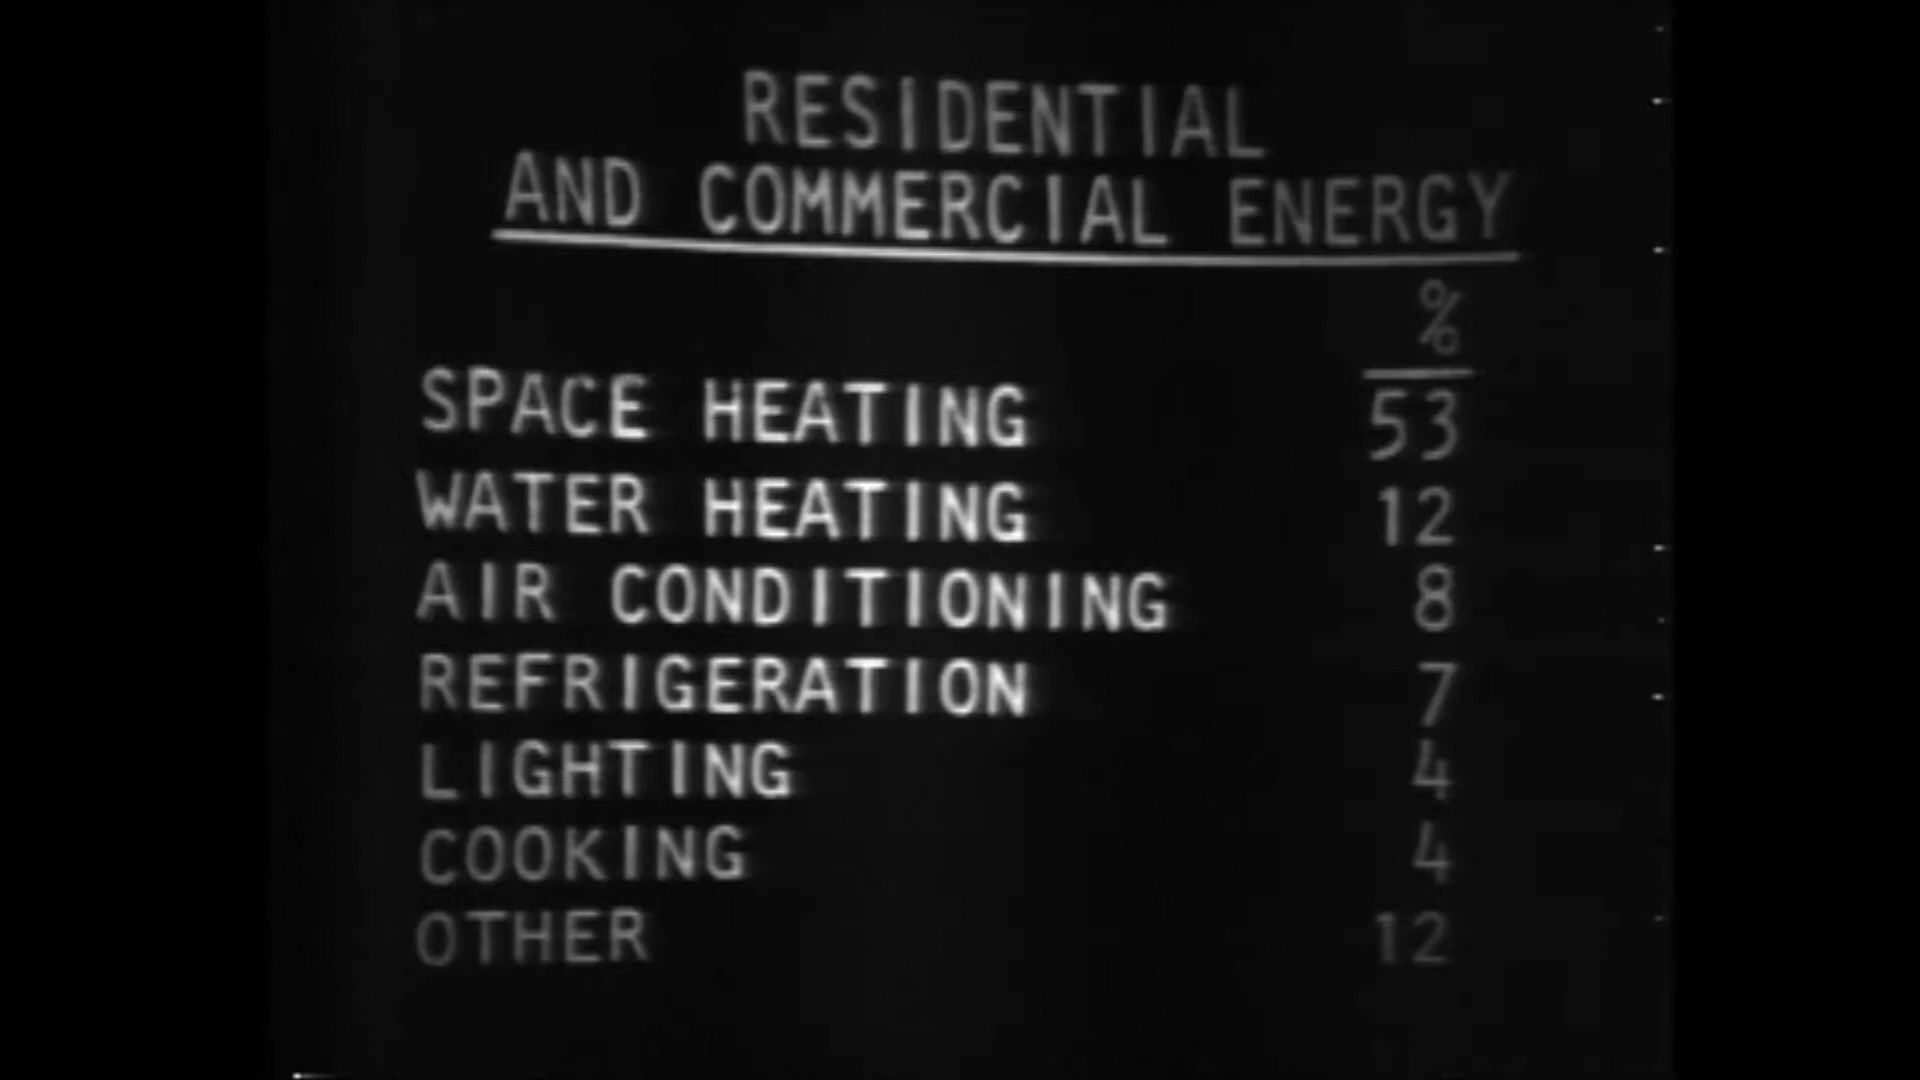 RESIDENTIAL
AND COMMERCIAL ENERGY
%
SPACE HEATING 53
WATER HEATING 12
AIR CONDITIONING 8
REFRIGERATION 7
LIGHTING 4
COOKING 4
OTHER 12